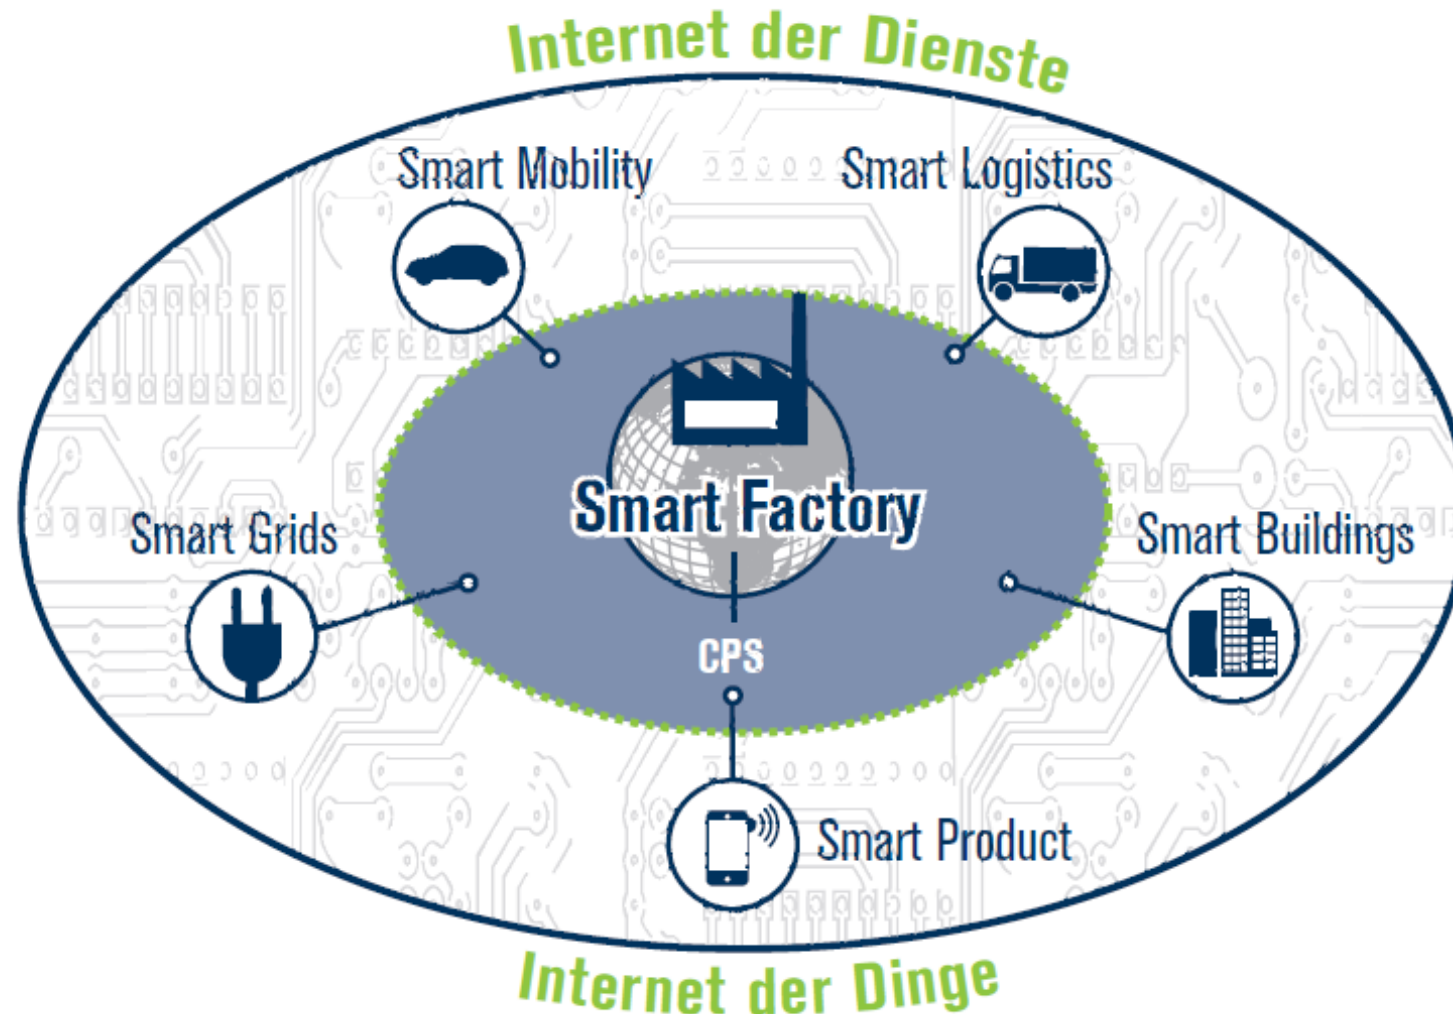 Internet der Dienste
Smart Mobility
Smart Logistics
Smart Factory
Smart Grids
Smart Buildings
CPS
Smart Product
Internet der Dinge